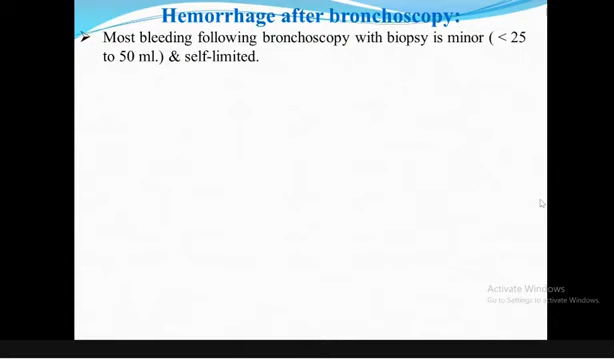 Hemorrhage after bronchoscopy:
➢ Most bleeding following bronchoscopy with biopsy is minor ( < 25
to 50 ml.) & self-limited.
Activate Windows
Go to Settings to activate Windows.